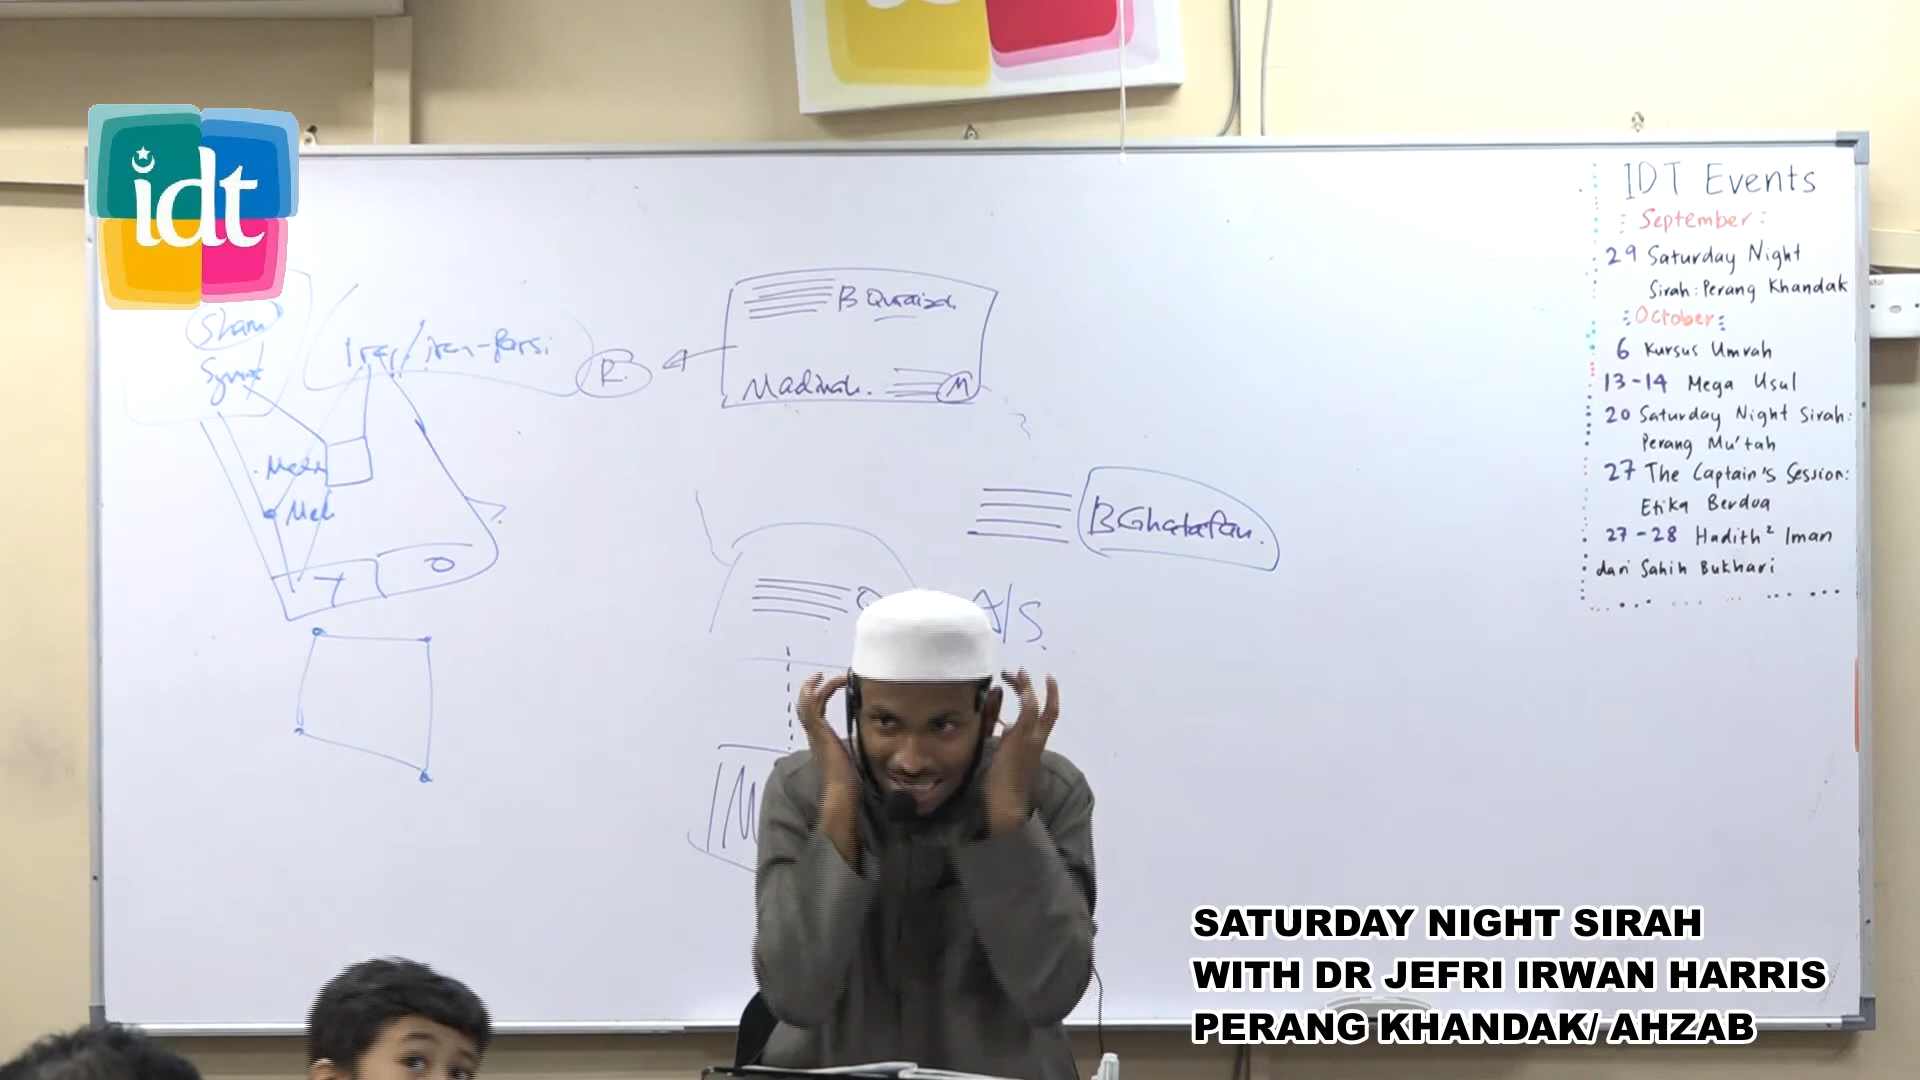 idt
Sham
Iraq/iran-farsi
R.
B Quraizah.
Madinah.
M
B Ghatafan.
A/S.
Y
O
IDT Events
September:
29 Saturday Night
Sirah: Perang Khandak
October:
6 Kursus Umrah
13-14 Mega Usul
20 Saturday Night Sirah:
Perang Mu'tah
27 The Captain's Session:
Etika Berdoa
27-28 Hadith² Iman
dari Sahih Bukhari
SATURDAY NIGHT SIRAH
WITH DR JEFRI IRWAN HARRIS
PERANG KHANDAK/ AHZAB